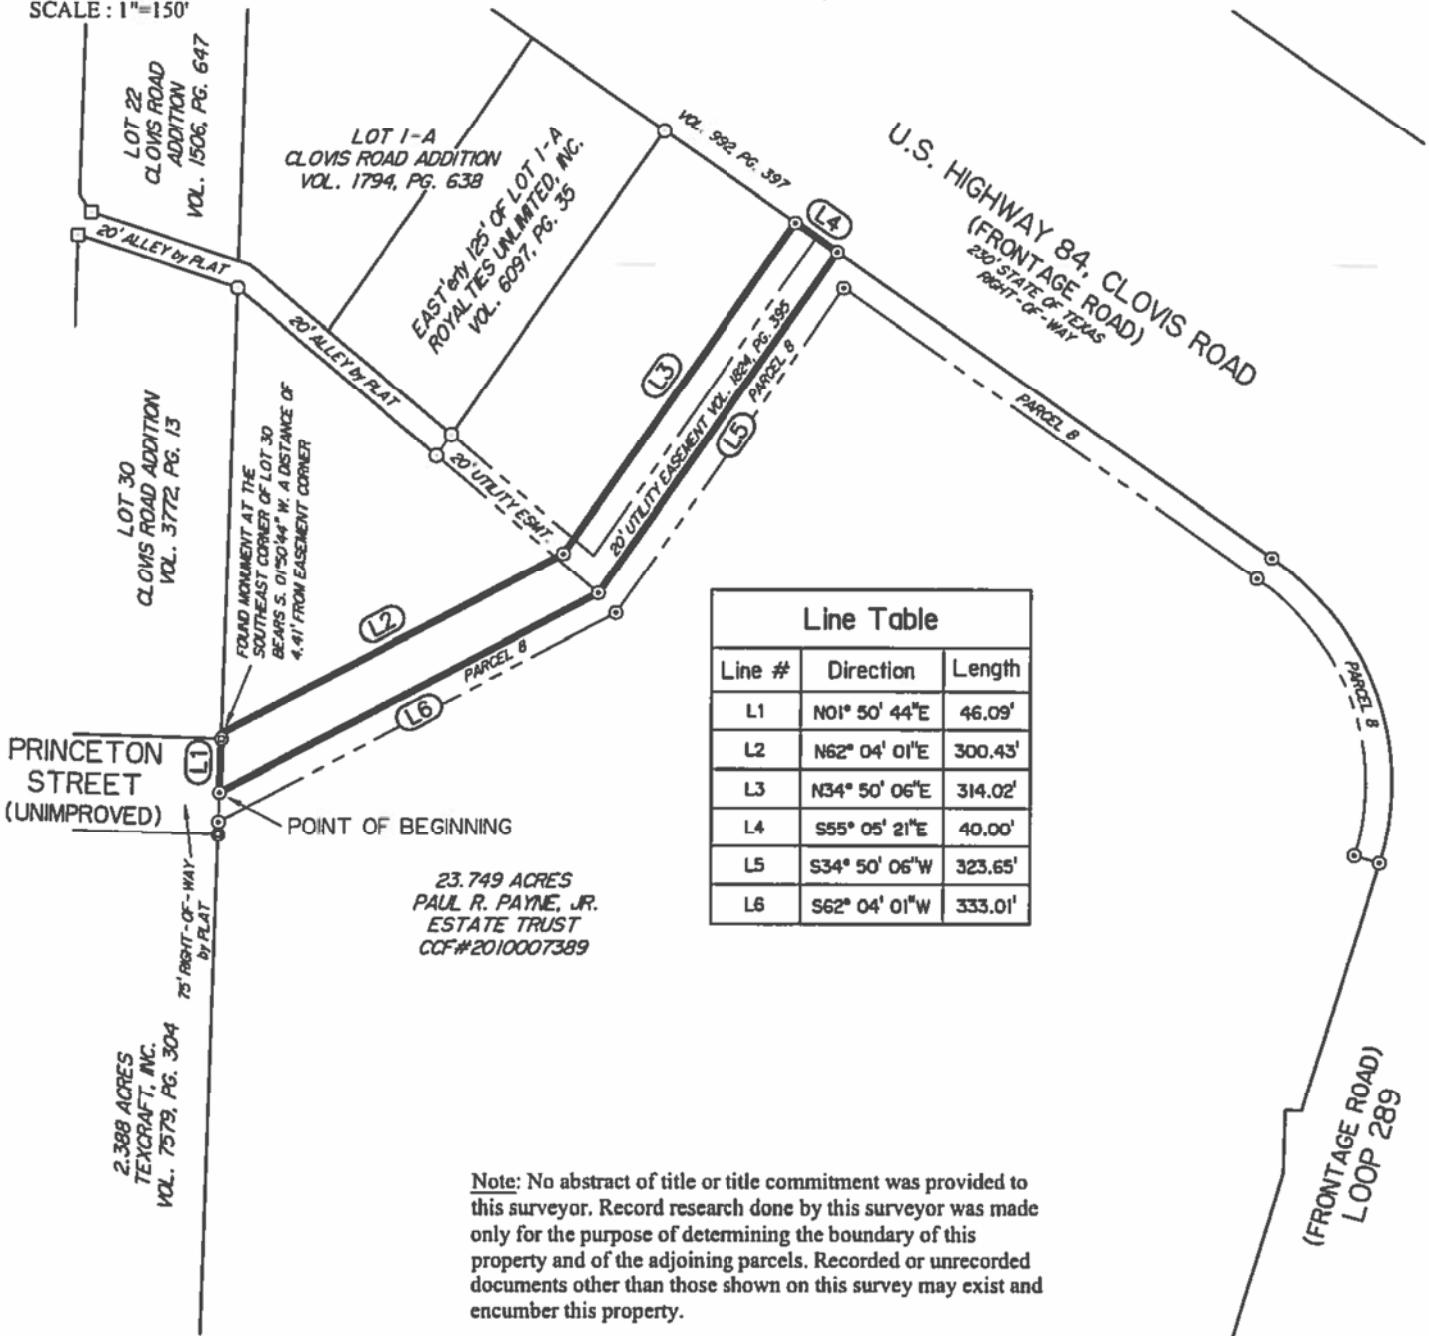 SCALE : 1"=150'
LOT 22
CLOVIS ROAD
ADDITION
VOL. 1506, PG. 647
LOT 1-A
CLOVIS ROAD ADDITION
VOL. 1794, PG. 638
EAST'erly 125' OF LOT 1-A
ROYALTIES UNLIMITED, INC.
VOL. 6097, PG. 35
VOL. 992, PG. 397
L4
U.S. HIGHWAY 84, CLOVIS ROAD
(FRONTAGE ROAD)
230' STATE OF TEXAS
RIGHT-OF-WAY
20' ALLEY by PLAT
20' ALLEY by PLAT
L3
20' UTILITY EASEMENT VOL. 1824, PG. 395
PARCEL 8
L5
PARCEL 8
LOT 30
CLOVIS ROAD ADDITION
VOL. 3772, PG. 13
FOUND MONUMENT AT THE
SOUTHEAST CORNER OF LOT 30
BEARS S. 01°50'44" W. A DISTANCE OF
4.41' FROM EASEMENT CORNER
20' UTILITY ESMT.
L2
PARCEL 8
L6
PARCEL 8
Line Table
Line # Direction Length
L1 N01° 50' 44"E 46.09'
L2 N62° 04' 01"E 300.43'
L3 N34° 50' 06"E 314.02'
L4 S55° 05' 21"E 40.00'
L5 S34° 50' 06"W 323.65'
L6 S62° 04' 01"W 333.01'
PRINCETON
STREET
(UNIMPROVED)
L1
POINT OF BEGINNING
75' RIGHT-OF-WAY
by PLAT
23.749 ACRES
PAUL R. PAYNE, JR.
ESTATE TRUST
CCF#2010007389
2.388 ACRES
TEXCRAFT, INC.
VOL. 7579, PG. 304
(FRONTAGE ROAD)
LOOP 289
Note: No abstract of title or title commitment was provided to
this surveyor. Record research done by this surveyor was made
only for the purpose of determining the boundary of this
property and of the adjoining parcels. Recorded or unrecorded
documents other than those shown on this survey may exist and
encumber this property.